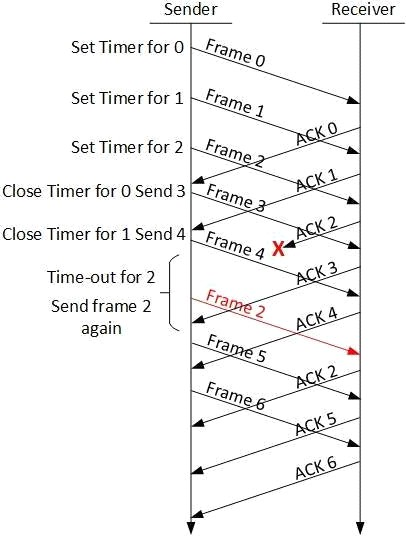 Sender
Receiver
Set Timer for 0
Frame 0
Set Timer for 1
Frame 1
ACK 0
Set Timer for 2
Frame 2
ACK 1
Close Timer for 0 Send 3
Frame 3
ACK 2
Close Timer for 1 Send 4
Frame 4
X
ACK 3
Time-out for 2
Send frame 2
again
Frame 2
ACK 4
Frame 5
ACK 2
Frame 6
ACK 5
ACK 6